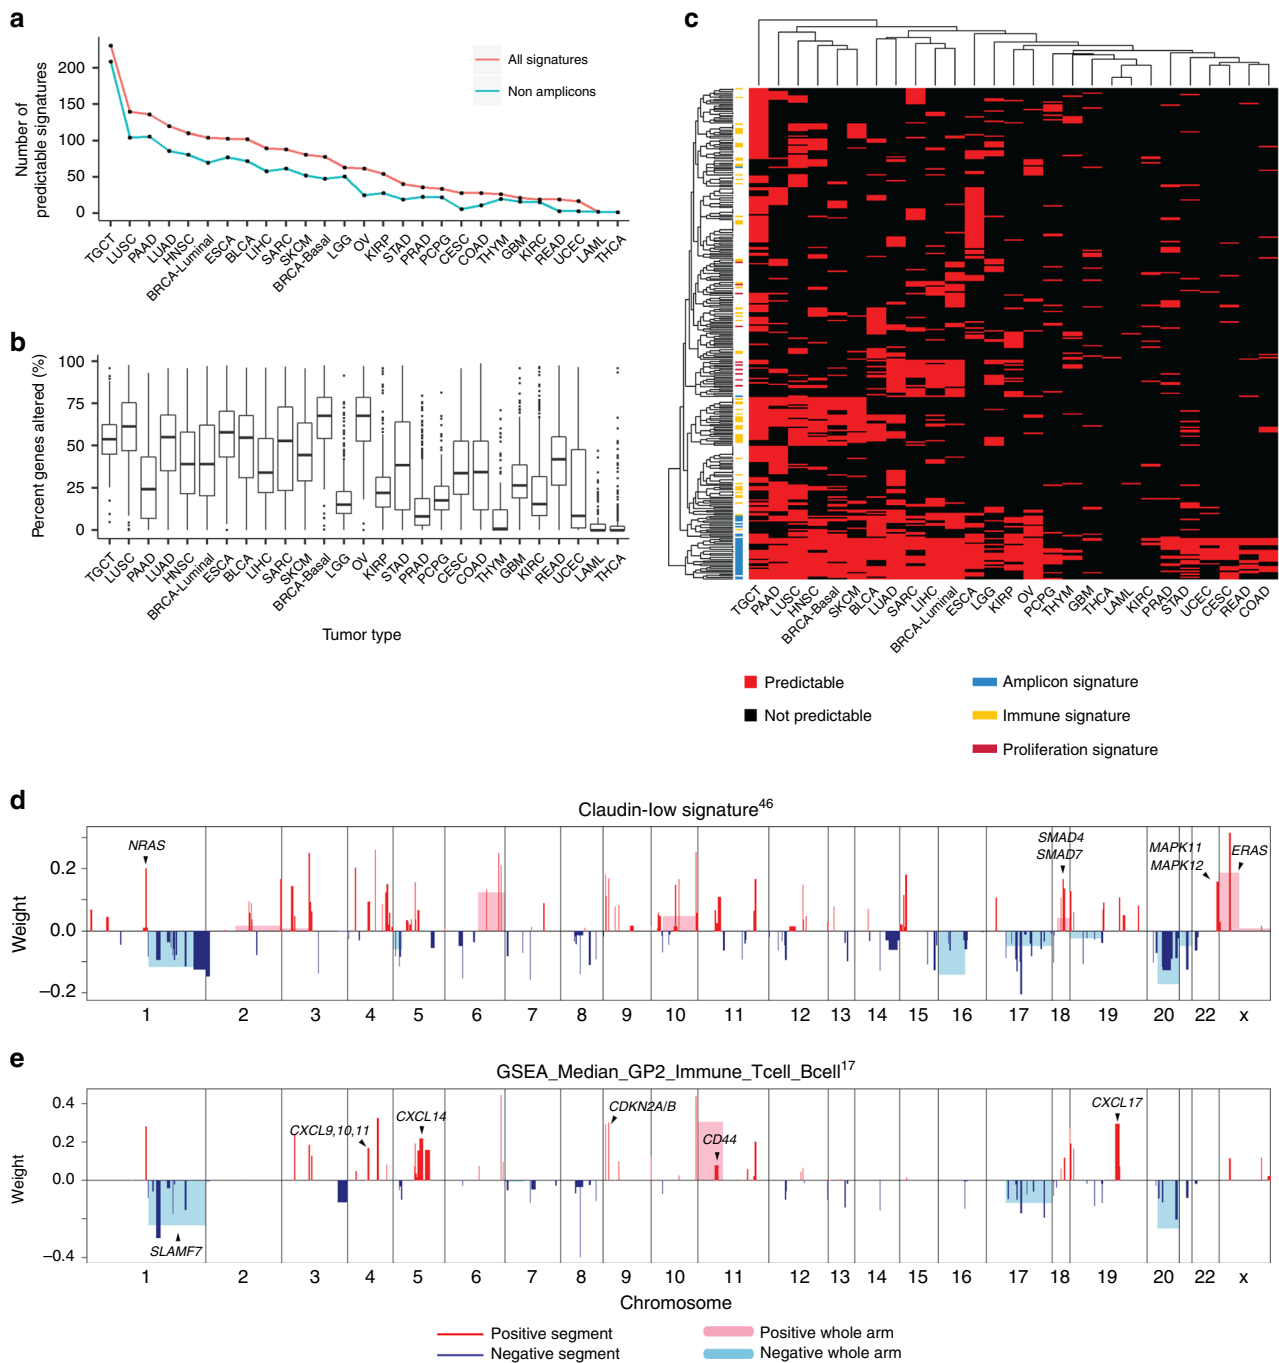 a
Number of
predictable signatures
200
150
100
50
0
All signatures
Non amplicons
TGCT
LUSC
PAAD
LUAD
HNSC
BRCA-Luminal
ESCA
BLCA
LIHC
SARC
SKCM
BRCA-Basal
LGG
OV
KIRP
STAD
PRAD
PCPG
CESC
COAD
THYM
GBM
KIRC
READ
UCEC
LAML
THCA
b
Percent genes altered (%)
100
75
50
25
0
TGCT
LUSC
PAAD
LUAD
HNSC
BRCA-Luminal
ESCA
BLCA
LIHC
SARC
SKCM
BRCA-Basal
LGG
OV
KIRP
STAD
PRAD
PCPG
CESC
COAD
THYM
GBM
KIRC
READ
UCEC
LAML
THCA
Tumor type
c
TGCT
PAAD
LUSC
HNSC
BRCA-Basal
SKCM
BLCA
LUAD
SARC
LIHC
BRCA-Luminal
ESCA
LGG
KIRP
OV
PCPG
THYM
GBM
THCA
LAML
KIRC
PRAD
STAD
UCEC
CESC
READ
COAD
Predictable
Not predictable
Amplicon signature
Immune signature
Proliferation signature
d
Claudin-low signature46
Weight
0.2
0.0
−0.2
NRAS
SMAD4
SMAD7
MAPK11
MAPK12
ERAS
1 2 3 4 5 6 7 8 9 10 11 12 13 14 15 16 17 18 19 20 22 x
e
GSEA_Median_GP2_Immune_Tcell_Bcell17
Weight
0.4
0.2
0.0
−0.4
SLAMF7
CXCL9,10,11
CXCL14
CDKN2A/B
CD44
CXCL17
1 2 3 4 5 6 7 8 9 10 11 12 13 14 15 16 17 18 19 20 22 x
Chromosome
Positive segment
Negative segment
Positive whole arm
Negative whole arm